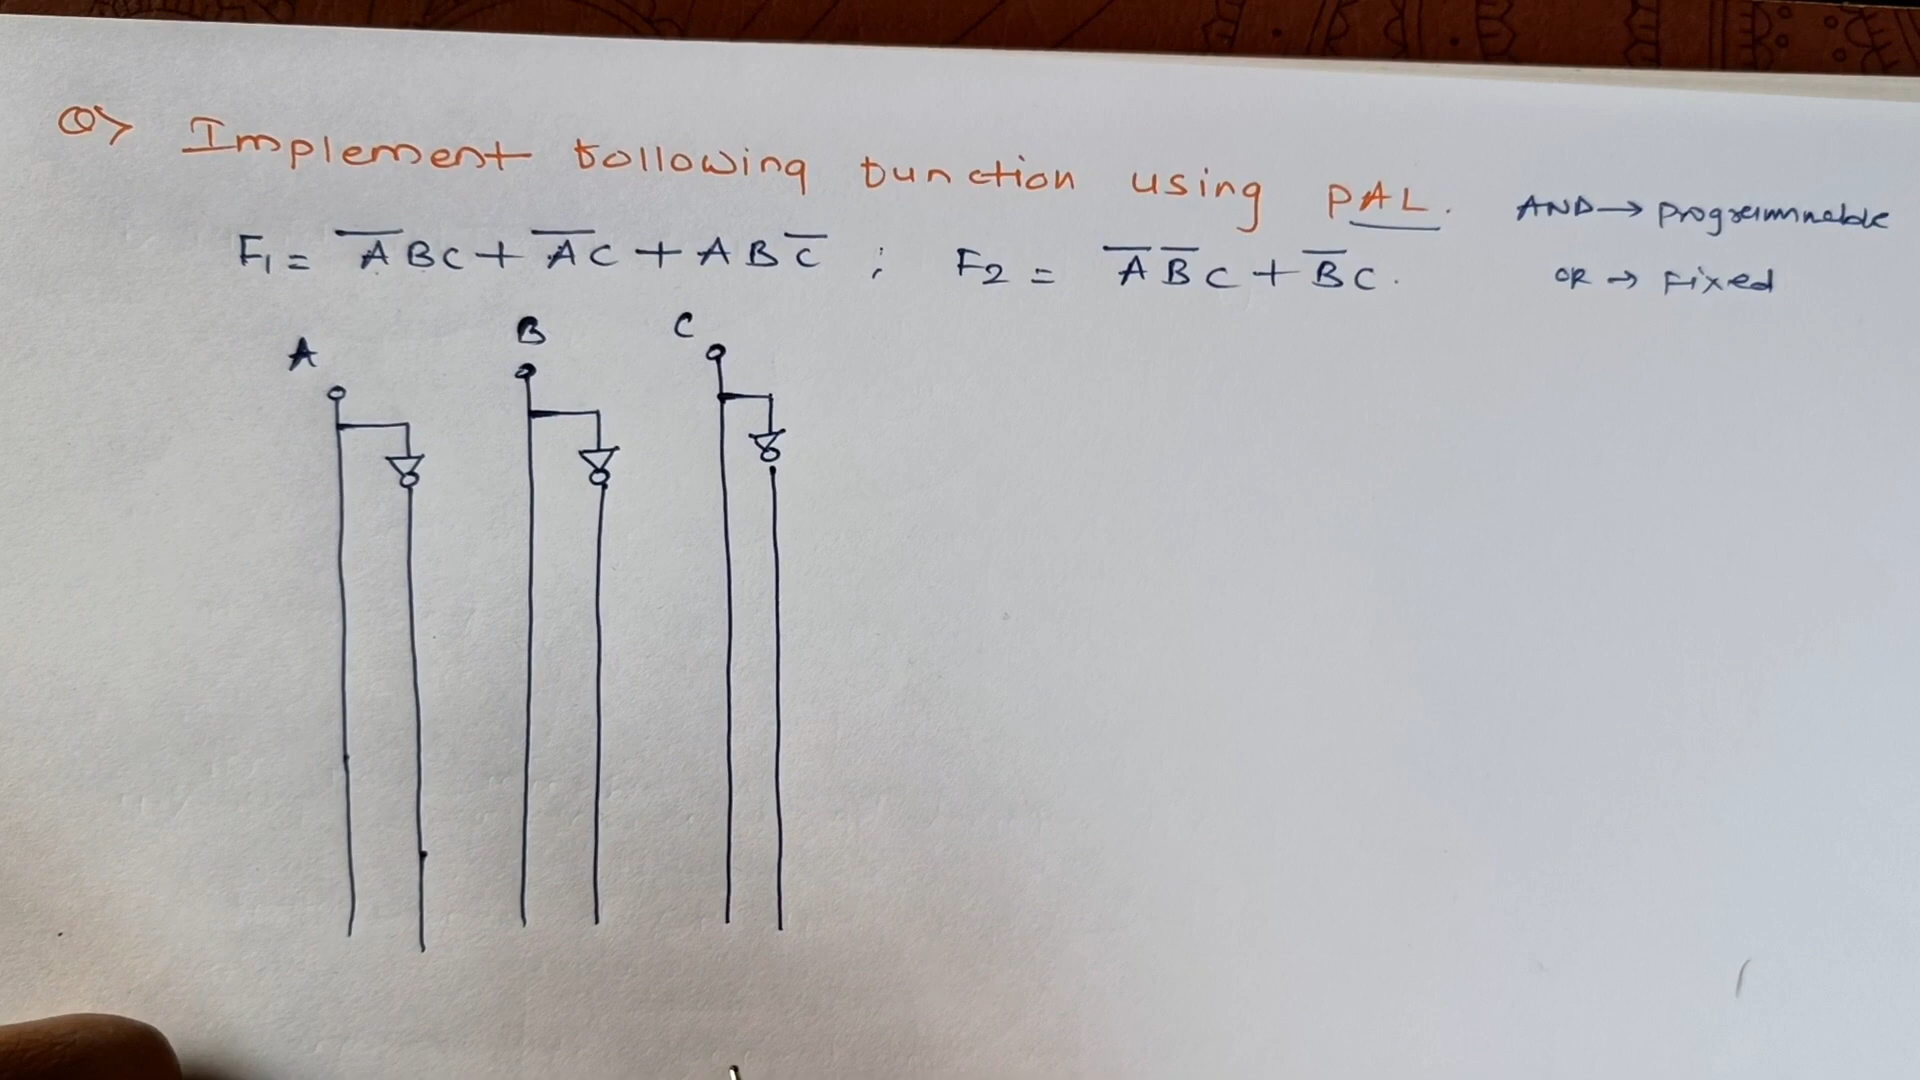 Q> Implement following function using PAL.
AND → Programmable
F1 = A̅BC + A̅C + ABC̅ ; F2 = A̅B̅C + B̅C.
OR → Fixed
A B C